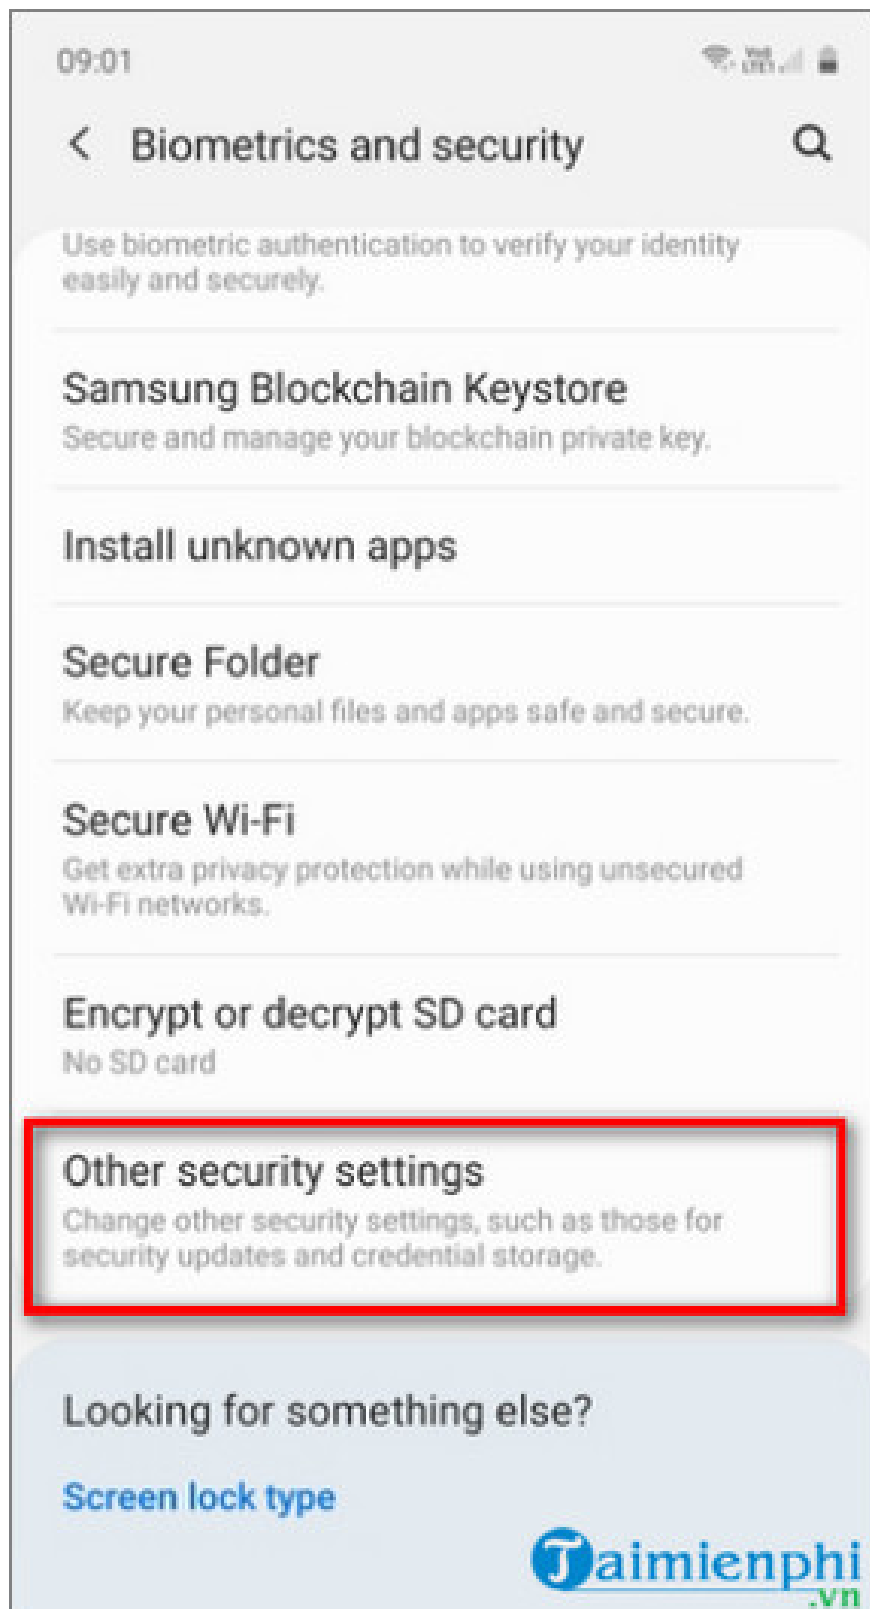 09:01
Biometrics and security
Use biometric authentication to verify your identity
easily and securely.
Samsung Blockchain Keystore
Secure and manage your blockchain private key.
Install unknown apps
Secure Folder
Keep your personal files and apps safe and secure.
Secure Wi-Fi
Get extra privacy protection while using unsecured
Wi-Fi networks.
Encrypt or decrypt SD card
No SD card
Other security settings
Change other security settings, such as those for
security updates and credential storage.
Looking for something else?
Screen lock type
Taimienphi
.vn